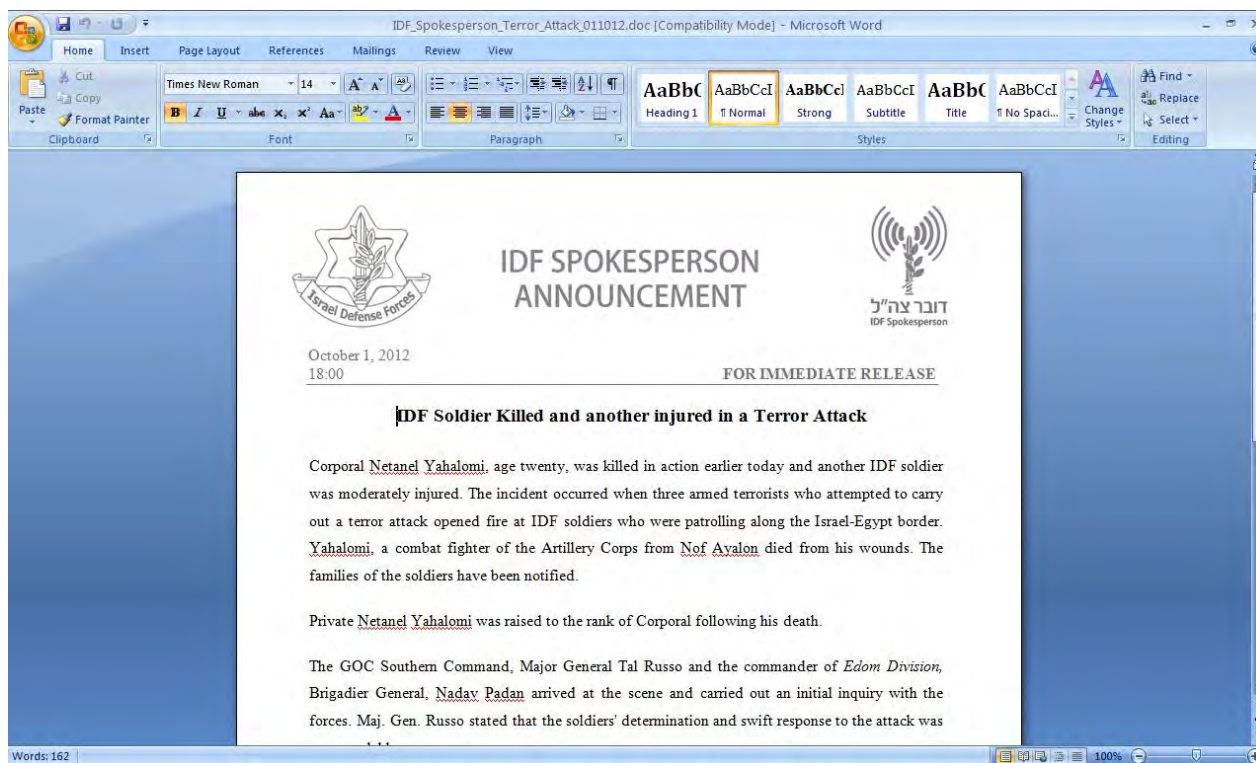 IDF_Spokesperson_Terror_Attack_011012.doc [Compatibility Mode] - Microsoft Word
Home Insert Page Layout References Mailings Review View
Paste
Cut
Copy
Format Painter
Clipboard
Times New Roman 14
B I U abc x₂ x² Aa
Font
Paragraph
AaBbC AaBbCcI AaBbCcl AaBbCcI AaBbC AaBbCcI
Heading 1 ¶ Normal Strong Subtitle Title ¶ No Spaci...
Change Styles
Styles
Find
Replace
Select
Editing
Israel Defense Forces
IDF SPOKESPERSON
ANNOUNCEMENT
דובר צה"ל
IDF Spokesperson
October 1, 2012
18:00 FOR IMMEDIATE RELEASE
IDF Soldier Killed and another injured in a Terror Attack
Corporal Netanel Yahalomi, age twenty, was killed in action earlier today and another IDF soldier
was moderately injured. The incident occurred when three armed terrorists who attempted to carry
out a terror attack opened fire at IDF soldiers who were patrolling along the Israel-Egypt border.
Yahalomi, a combat fighter of the Artillery Corps from Nof Ayalon died from his wounds. The
families of the soldiers have been notified.
Private Netanel Yahalomi was raised to the rank of Corporal following his death.
The GOC Southern Command, Major General Tal Russo and the commander of Edom Division,
Brigadier General, Nadav Padan arrived at the scene and carried out an initial inquiry with the
forces. Maj. Gen. Russo stated that the soldiers' determination and swift response to the attack was
Words: 162
100%